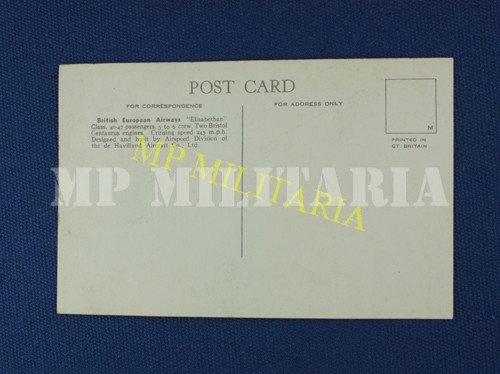 POST CARD
FOR CORRESPONDENCE
FOR ADDRESS ONLY
British European Airways "Elizabethan"
Class. 40-47 passengers. 5 to 6 crew. Two Bristol
Centaurus engines. Cruising speed 245 m.p.h.
Designed and built by Airspeed Division of
the de Havilland Aircraft Co., Ltd.
M
PRINTED IN
GT. BRITAIN
MP MILITARIA
MP MILITARIA